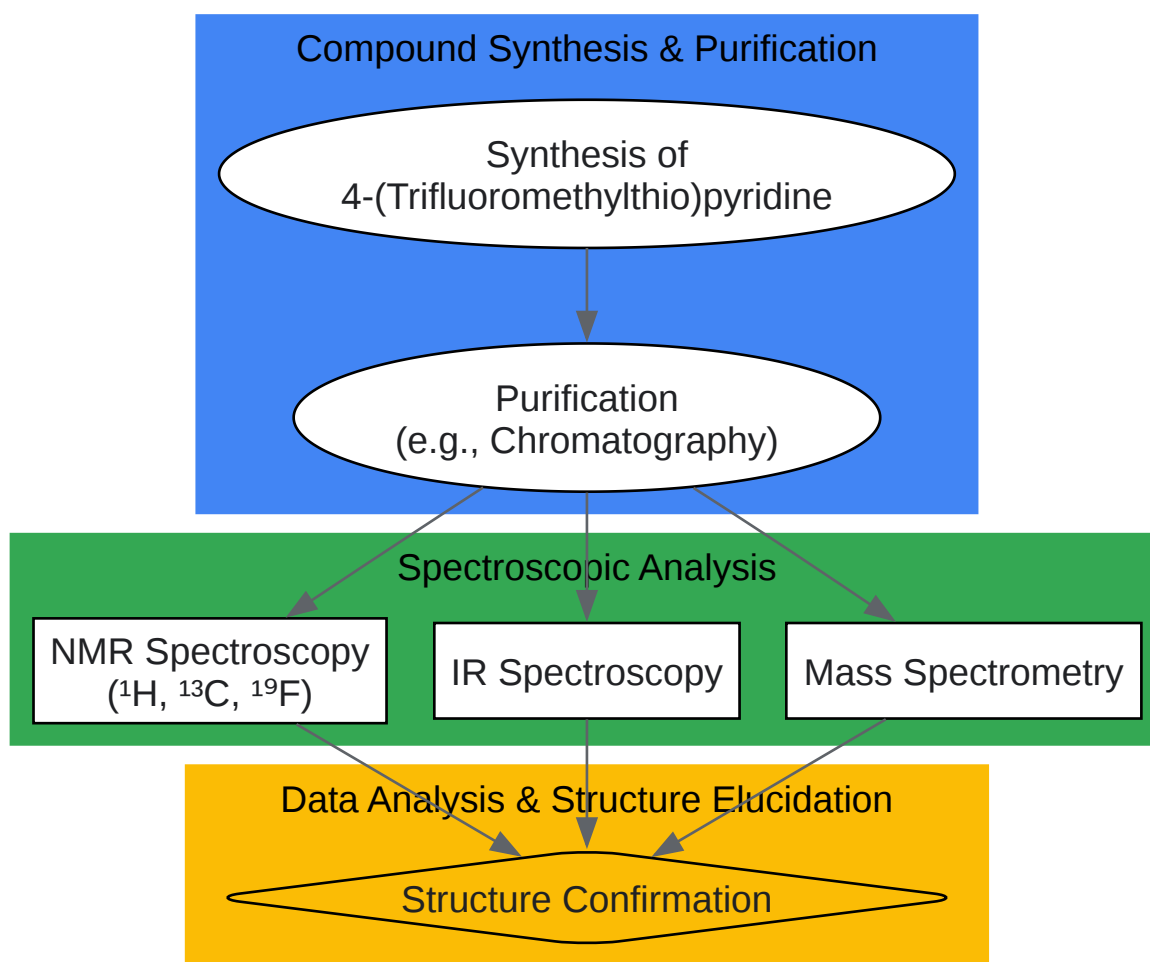 Compound Synthesis & Purification
Synthesis of
4-(Trifluoromethylthio)pyridine
Purification
(e.g., Chromatography)
Spectroscopic Analysis
NMR Spectroscopy
(¹H, ¹³C, ¹⁹F)
IR Spectroscopy
Mass Spectrometry
Data Analysis & Structure Elucidation
Structure Confirmation